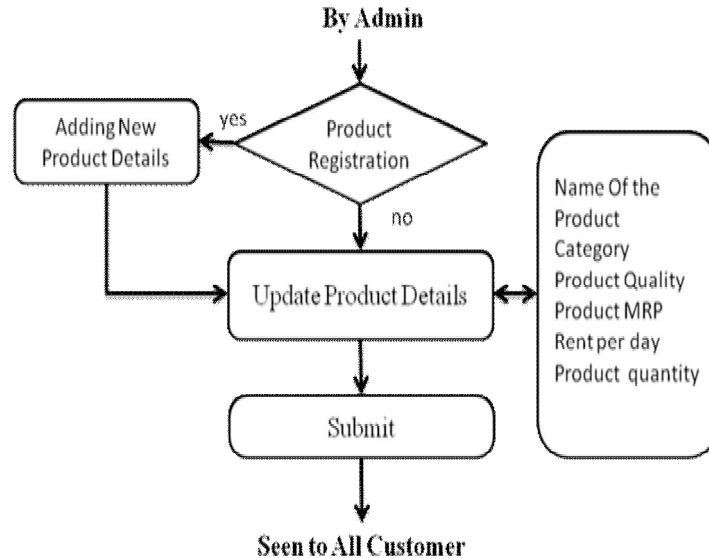 By Admin
yes
Adding New
Product Details
Product
Registration
no
Update Product Details
Name Of the
Product
Category
Product Quality
Product MRP
Rent per day
Product quantity
Submit
Seen to All Customer